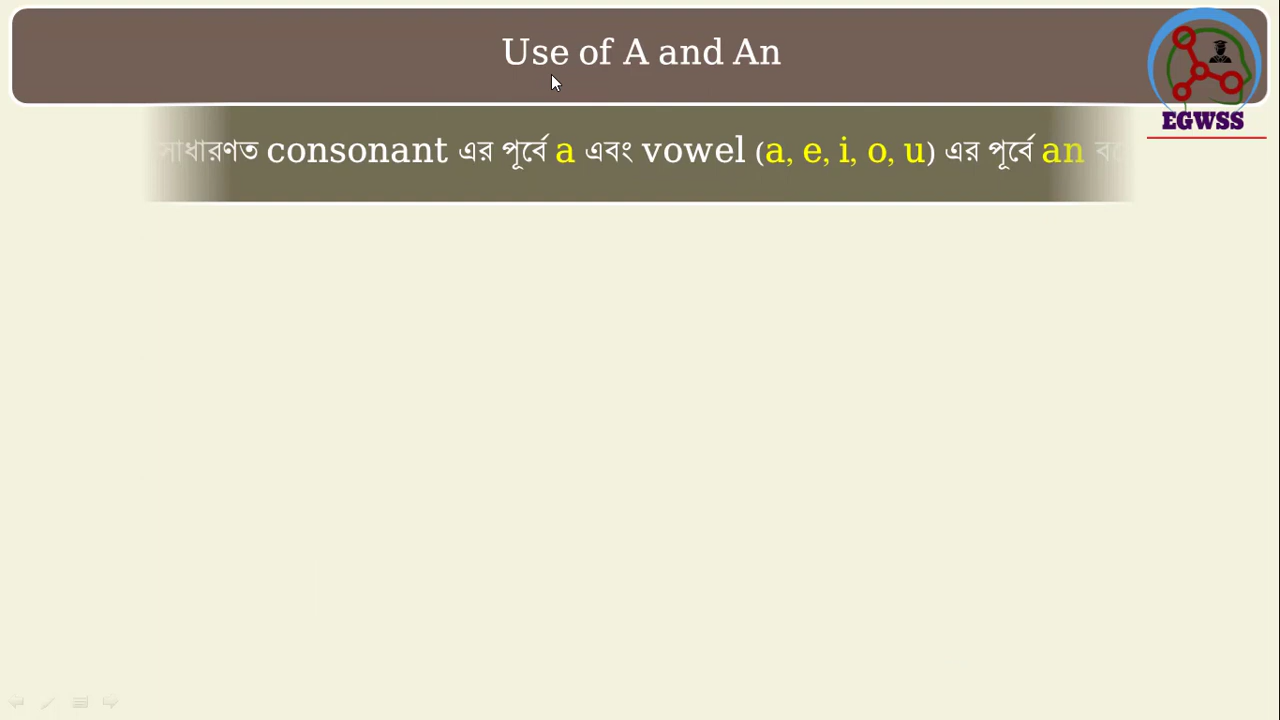 Use of A and An
EGWSS
সাধারণত consonant এর পূর্বে a এবং vowel (a, e, i, o, u) এর পূর্বে an